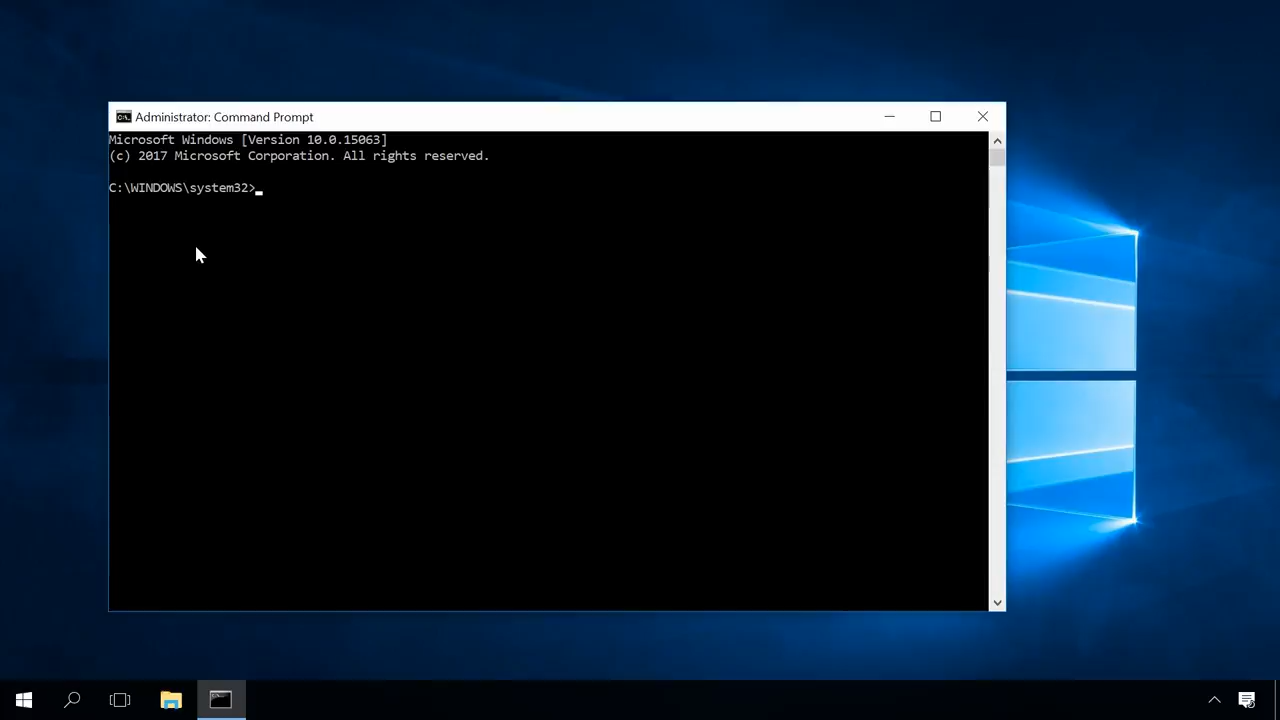 Administrator: Command Prompt
Microsoft Windows [Version 10.0.15063]
(c) 2017 Microsoft Corporation. All rights reserved.
C:\WINDOWS\system32>